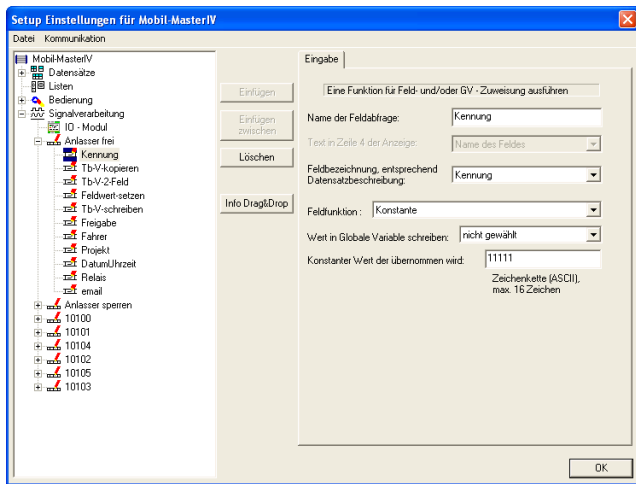 Setup Einstellungen für Mobil-MasterIV
Datei Kommunikation
Mobil-MasterIV
Datensätze
Listen
Bedienung
Signalverarbeitung
IO - Modul
Anlasser frei
Kennung
Tb-V-kopieren
Tb-V-2-Feld
Feldwert-setzen
Tb-V-schreiben
Freigabe
Fahrer
Projekt
DatumUhrzeit
Relais
email
Anlasser sperren
10100
10101
10104
10102
10105
10103
Einfügen
Einfügen
zwischen
Löschen
Info Drag&Drop
Eingabe
Eine Funktion für Feld- und/oder GV - Zuweisung ausführen
Name der Feldabfrage: Kennung
Text in Zeile 4 der Anzeige: Name des Feldes
Feldbezeichnung, entsprechend
Datensatzbeschreibung: Kennung
Feldfunktion : Konstante
Wert in Globale Variable schreiben: nicht gewählt
Konstanter Wert der übernommen wird: 11111
Zeichenkette (ASCII),
max. 16 Zeichen
OK